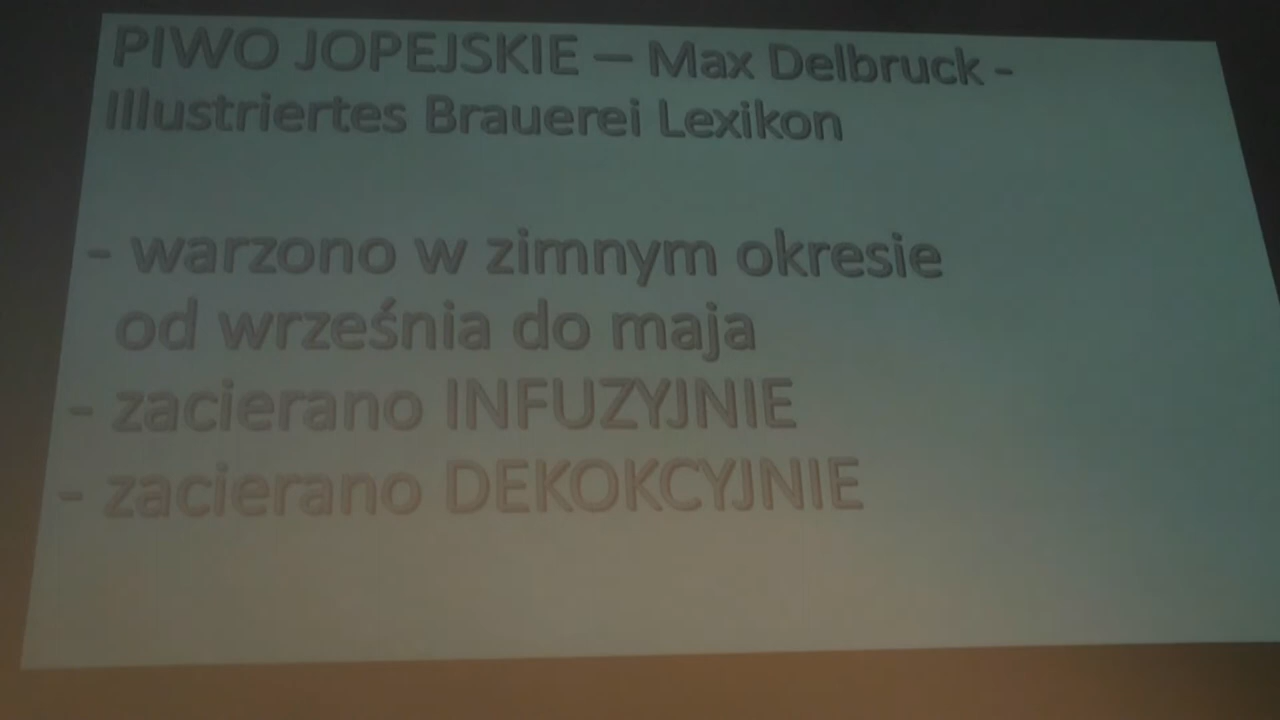 PIWO JOPEJSKIE – Max Delbruck -
Illustriertes Brauerei Lexikon
- warzono w zimnym okresie
od września do maja
- zacierano INFUZYJNIE
- zacierano DEKOKCYJNIE